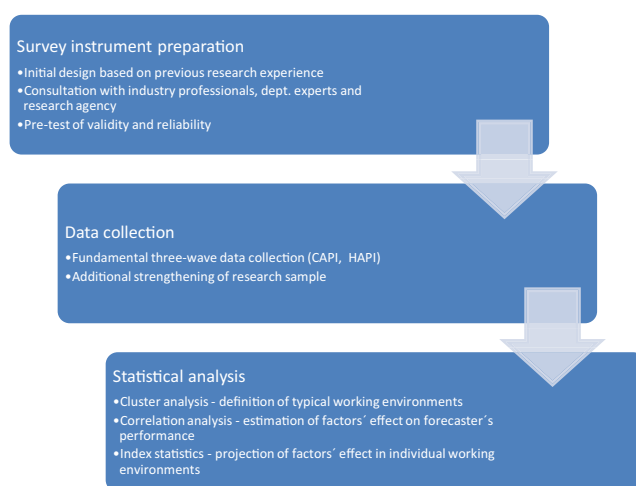 Survey instrument preparation
•Initial design based on previous research experience
•Consultation with industry professionals, dept. experts and
research agency
•Pre-test of validity and reliability
Data collection
•Fundamental three-wave data collection (CAPI, HAPI)
•Additional strengthening of research sample
Statistical analysis
•Cluster analysis - definition of typical working environments
•Correlation analysis - estimation of factors´ effect on forecaster´s
performance
•Index statistics - projection of factors´ effect in individual working
environments